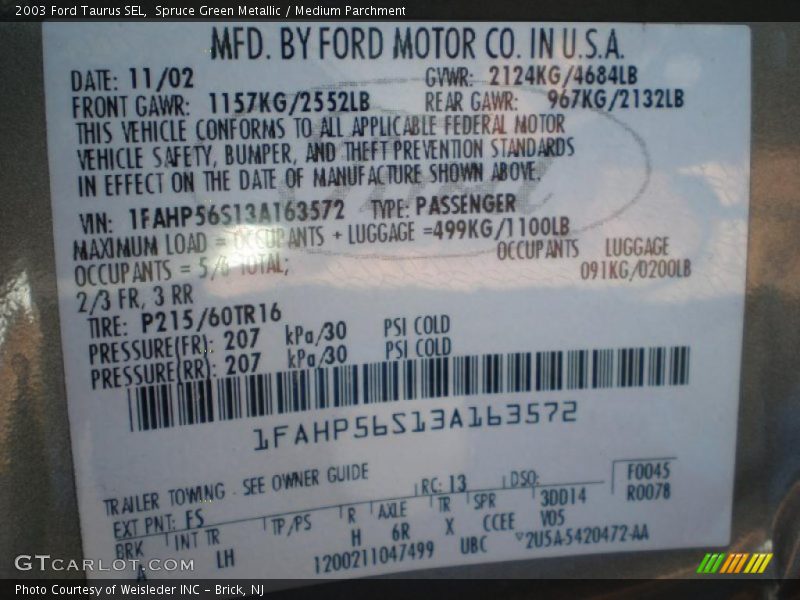 2003 Ford Taurus SEL, Spruce Green Metallic / Medium Parchment
MFD. BY FORD MOTOR CO. IN U.S.A.
DATE: 11/02 GVWR: 2124KG/4684LB
FRONT GAWR: 1157KG/2552LB REAR GAWR: 967KG/2132LB
THIS VEHICLE CONFORMS TO ALL APPLICABLE FEDERAL MOTOR
VEHICLE SAFETY, BUMPER, AND THEFT PREVENTION STANDARDS
IN EFFECT ON THE DATE OF MANUFACTURE SHOWN ABOVE.
VIN: 1FAHP56S13A163572 TYPE: PASSENGER
MAXIMUM LOAD = OCCUPANTS + LUGGAGE =499KG/1100LB
OCCUPANTS = 5/6 TOTAL; OCCUPANTS LUGGAGE
2/3 FR, 3 RR 091KG/0200LB
TIRE: P215/60TR16
PRESSURE(FR): 207 kPa/30 PSI COLD
PRESSURE(RR): 207 kPa/30 PSI COLD
1FAHP56S13A163572
TRAILER TOWING - SEE OWNER GUIDE
EXT PNT: FS RC: 13 DSO: F0045
R0078
BRK INT TR TP/PS R AXLE TR SPR 3DD14
A LH H 6R X CCEE V05
1200211047499 UBC 2U5A-5420472-AA
GTCARLOT.COM
Photo Courtesy of Weisleder INC - Brick, NJ